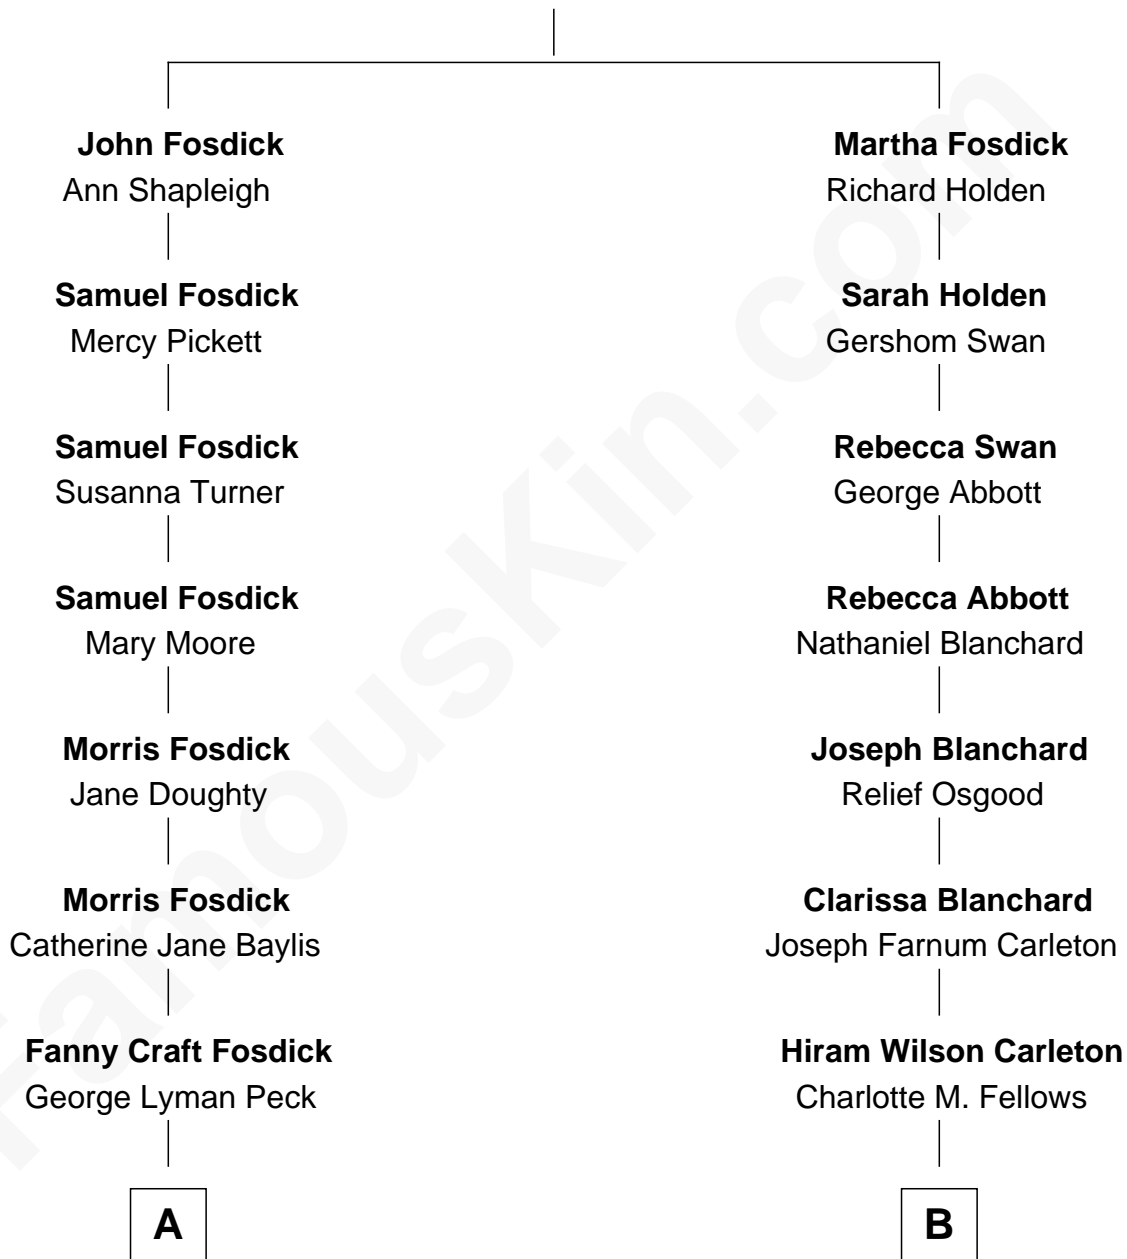 John Fosdick
Ann Shapleigh
Samuel Fosdick
Mercy Pickett
Samuel Fosdick
Susanna Turner
Samuel Fosdick
Mary Moore
Morris Fosdick
Jane Doughty
Morris Fosdick
Catherine Jane Baylis
Fanny Craft Fosdick
George Lyman Peck
A
Martha Fosdick
Richard Holden
Sarah Holden
Gershom Swan
Rebecca Swan
George Abbott
Rebecca Abbott
Nathaniel Blanchard
Joseph Blanchard
Relief Osgood
Clarissa Blanchard
Joseph Farnum Carleton
Hiram Wilson Carleton
Charlotte M. Fellows
B
FamousKin.com